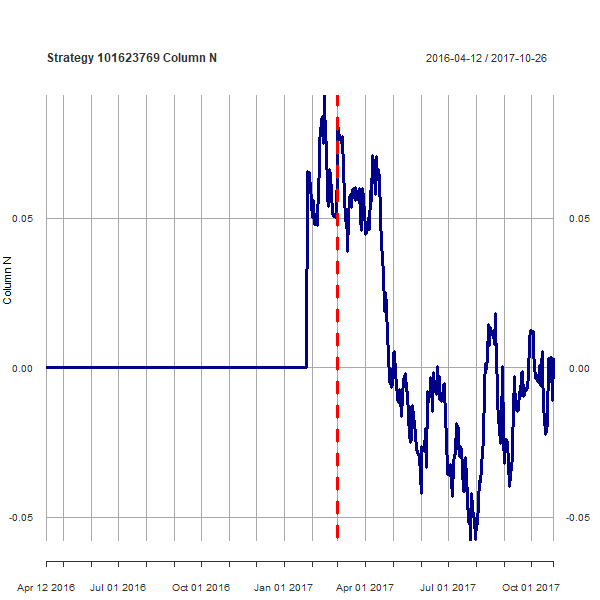 Strategy 101623769 Column N
2016-04-12 / 2017-10-26
0.05
0.05
Column N
0.00
0.00
-0.05
-0.05
Apr 12 2016
Jul 01 2016
Oct 01 2016
Jan 01 2017
Apr 01 2017
Jul 01 2017
Oct 01 2017